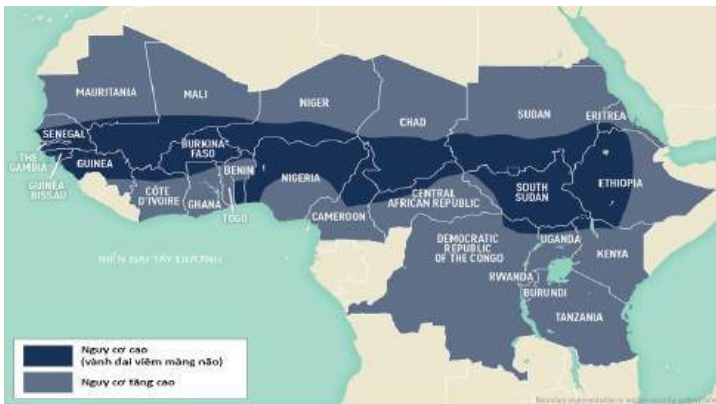 MAURITANIA
MALI
NIGER
CHAD
SUDAN
ERITREA
SENEGAL
THE
GAMBIA
GUINEA
BISSAU
GUINEA
BURKINA
FASO
BENIN
CÔTE
D'IVOIRE
GHANA
TOGO
NIGERIA
CAMEROON
CENTRAL
AFRICAN REPUBLIC
SOUTH
SUDAN
ETHIOPIA
DEMOCRATIC
REPUBLIC
OF THE CONGO
UGANDA
KENYA
RWANDA
BURUNDI
TANZANIA
BIỂN ĐẠI TÂY DƯƠNG
Nguy cơ cao
(vành đai viêm màng não)
Nguy cơ tăng cao